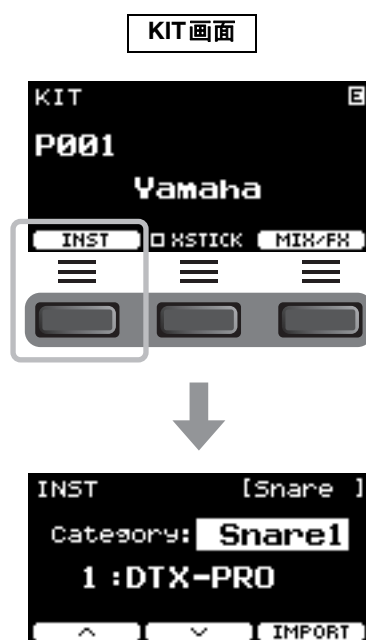 KIT画面
KIT E
P001
Yamaha
INST XSTICK MIX/FX
INST [Snare ]
Category: Snare1
1 :DTX-PRO
IMPORT